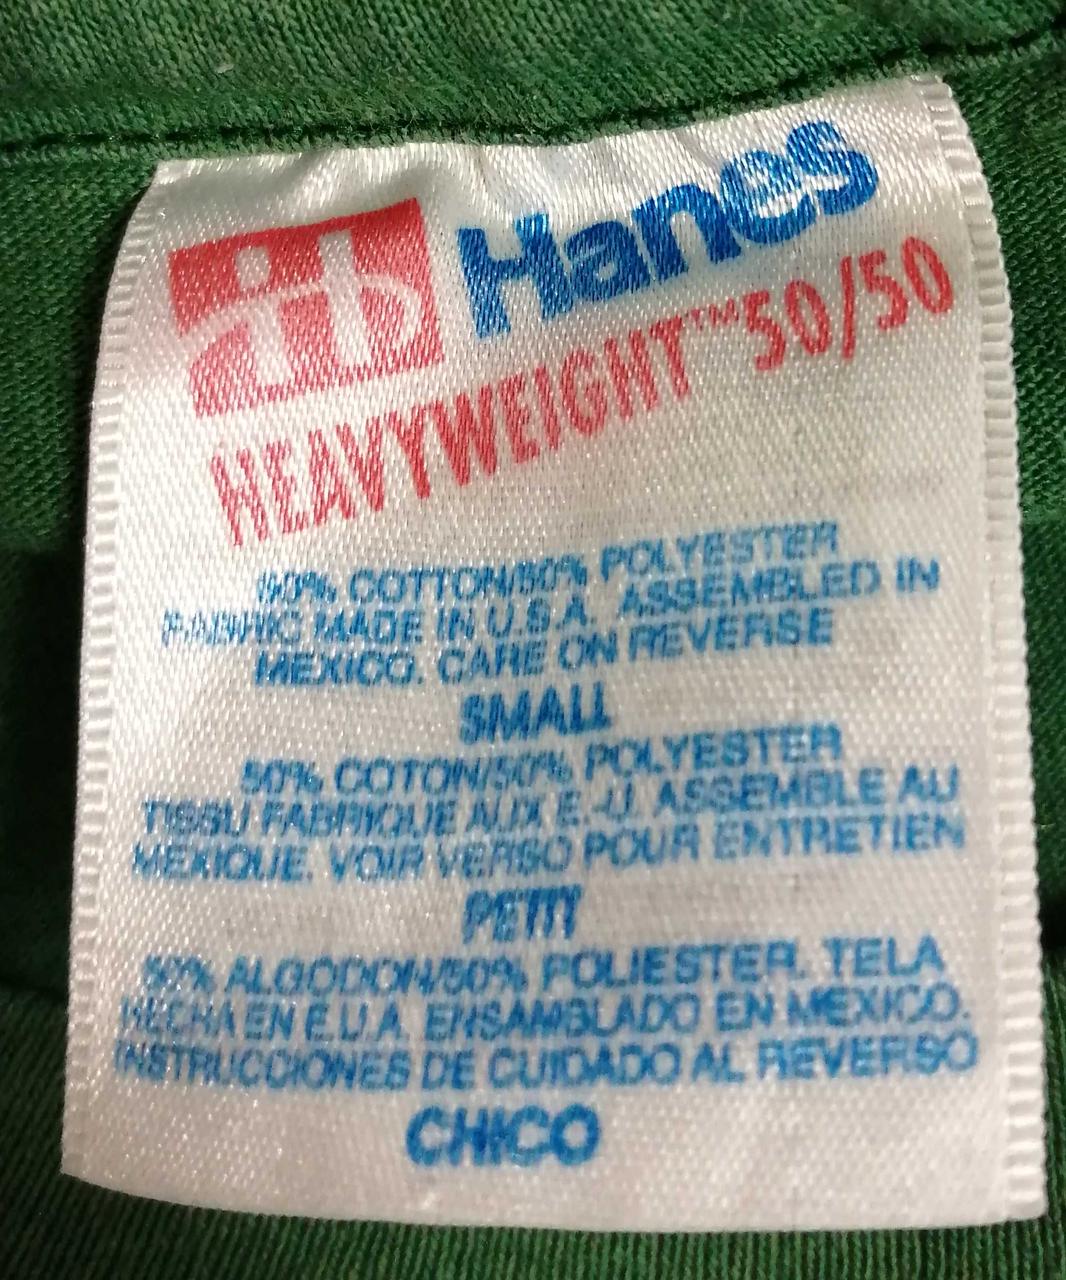 Hanes
HEAVYWEIGHT™ 50/50
50% COTTON/50% POLYESTER
FABRIC MADE IN U.S.A. ASSEMBLED IN
MEXICO. CARE ON REVERSE
SMALL
50% COTON/50% POLYESTER
TISSU FABRIQUE AUX E.-U. ASSEMBLE AU
MEXIQUE. VOIR VERSO POUR ENTRETIEN
PETIT
50% ALGODON/50% POLIESTER. TELA
HECHA EN E.U.A. ENSAMBLADO EN MEXICO.
INSTRUCCIONES DE CUIDADO AL REVERSO
CHICO